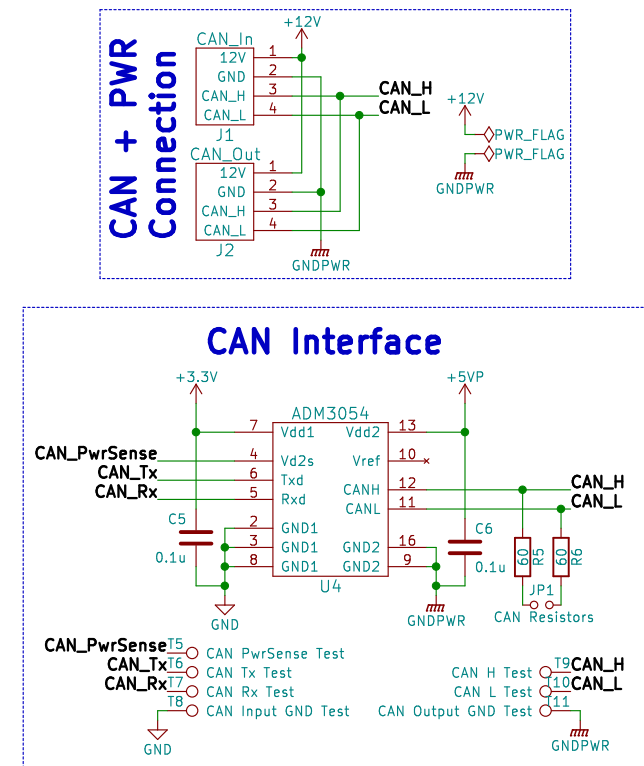 CAN + PWR
Connection
+12V
CAN_In
12V 1
GND 2
CAN_H 3
CAN_L 4
J1
CAN_H
CAN_L
CAN_Out
12V 1
GND 2
CAN_H 3
CAN_L 4
J2
GNDPWR
+12V
PWR_FLAG
PWR_FLAG
GNDPWR
CAN Interface
+3.3V
+5VP
ADM3054
7 Vdd1 Vdd2 13
CAN_PwrSense 4 Vd2s Vref 10
CAN_Tx 6 Txd
CAN_Rx 5 Rxd
CANH 12 CAN_H
CANL 11 CAN_L
2 GND1
3 GND1 GND2 16
8 GND1 GND2 9
U4
C5
0.1u
C6
0.1u
60 R5
60 R6
JP1
CAN Resistors
GND
GNDPWR
CAN_PwrSense T5 CAN PwrSense Test
CAN_Tx T6 CAN Tx Test
CAN_Rx T7 CAN Rx Test
T8 CAN Input GND Test
GND
CAN H Test T9 CAN_H
CAN L Test T10 CAN_L
CAN Output GND Test T11
GNDPWR